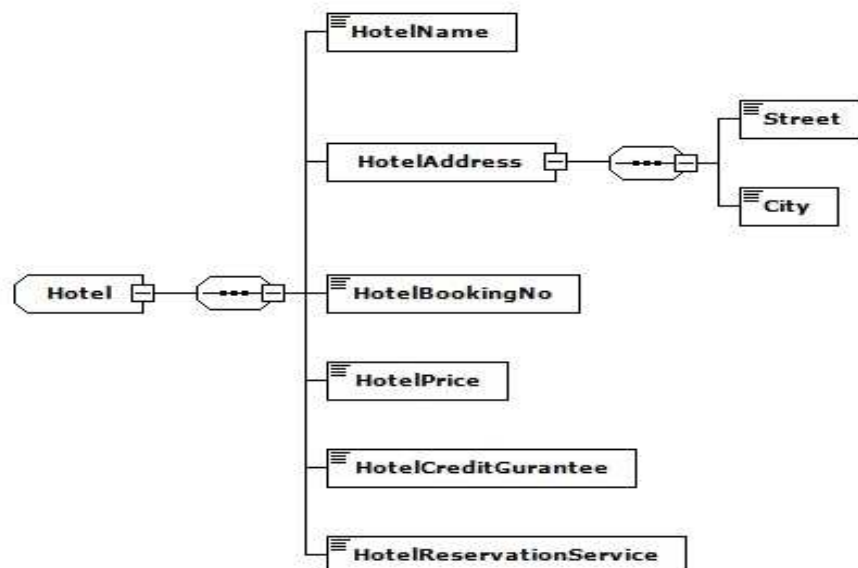 HotelName
Street
HotelAddress
City
Hotel
HotelBookingNo
HotelPrice
HotelCreditGurantee
HotelReservationService